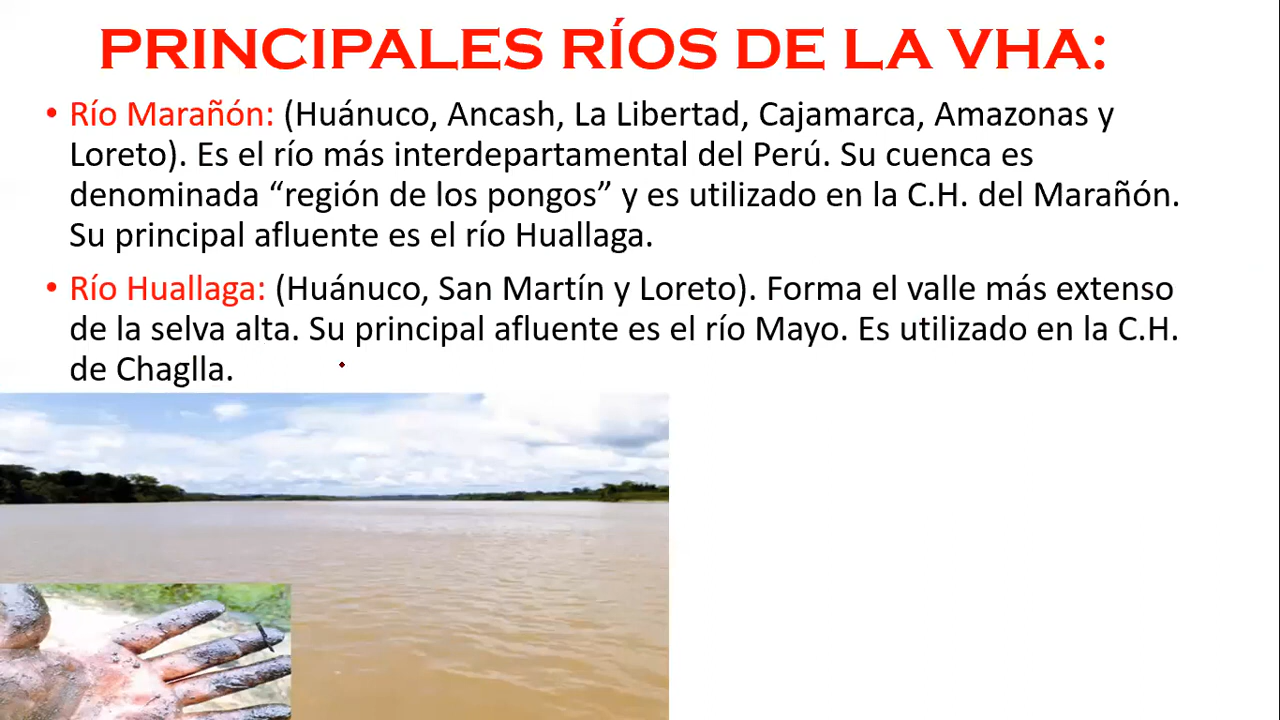 PRINCIPALES RÍOS DE LA VHA:
• Río Marañón: (Huánuco, Ancash, La Libertad, Cajamarca, Amazonas y
Loreto). Es el río más interdepartamental del Perú. Su cuenca es
denominada “región de los pongos” y es utilizado en la C.H. del Marañón.
Su principal afluente es el río Huallaga.
• Río Huallaga: (Huánuco, San Martín y Loreto). Forma el valle más extenso
de la selva alta. Su principal afluente es el río Mayo. Es utilizado en la C.H.
de Chaglla.